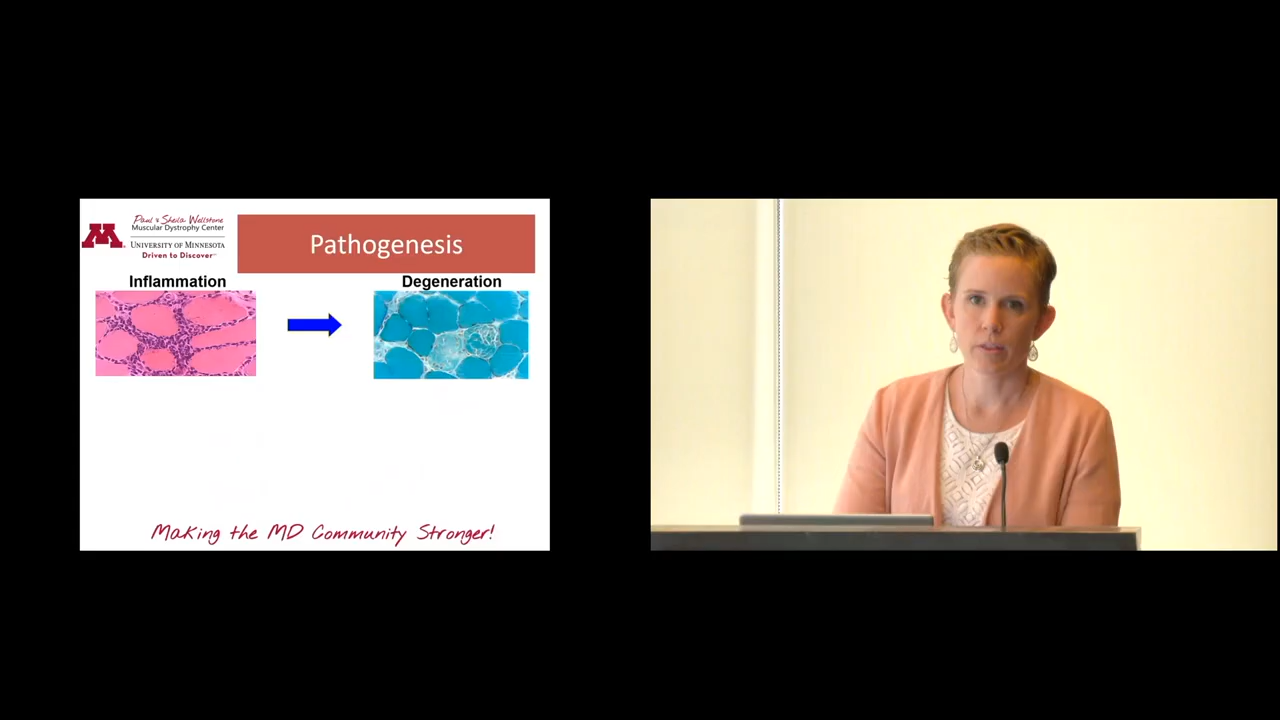 Paul & Sheila Wellstone
Muscular Dystrophy Center
UNIVERSITY OF MINNESOTA
Driven to Discover
M
Pathogenesis
Inflammation
Degeneration
Making the MD Community Stronger!